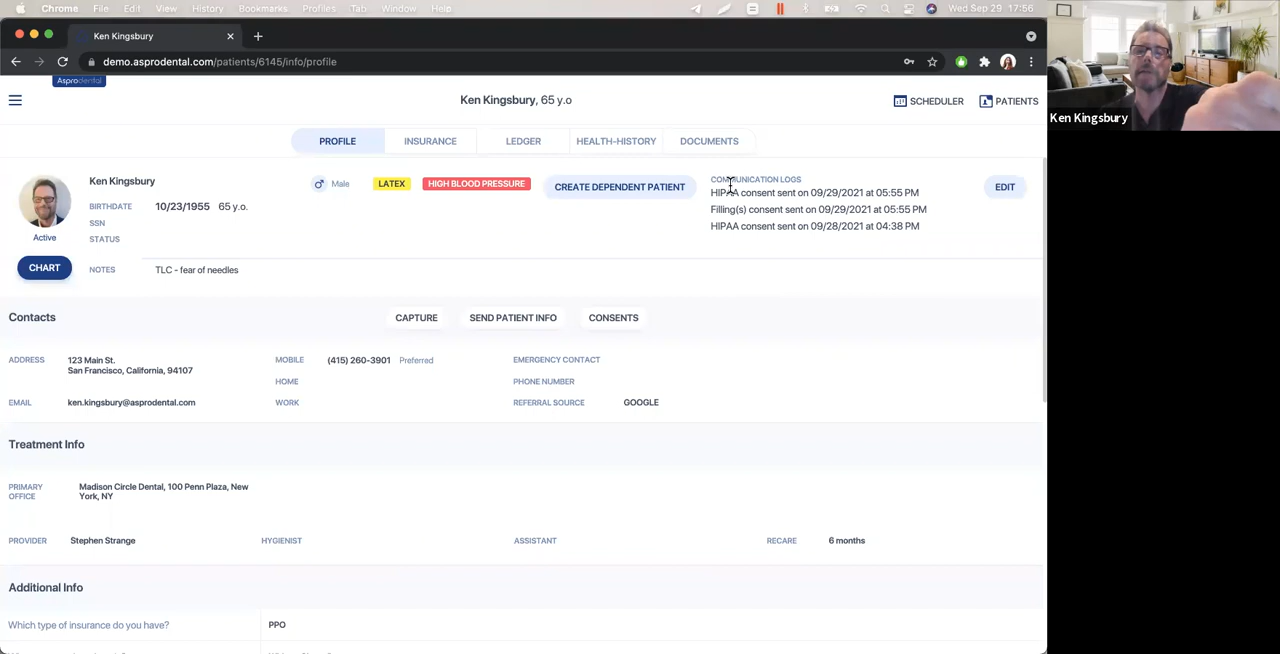 Chrome File Edit View History Bookmarks Profiles Tab Window Help Wed Sep 29 17:56
Ken Kingsbury
demo.asprodental.com/patients/6145/info/profile
Asprodental
Ken Kingsbury, 65 y.o
SCHEDULER PATIENTS
PROFILE INSURANCE LEDGER HEALTH-HISTORY DOCUMENTS
Ken Kingsbury
Male LATEX HIGH BLOOD PRESSURE CREATE DEPENDENT PATIENT
COMMUNICATION LOGS
HIPAA consent sent on 09/29/2021 at 05:55 PM
Filling(s) consent sent on 09/29/2021 at 05:55 PM
HIPAA consent sent on 09/28/2021 at 04:38 PM
EDIT
BIRTHDATE 10/23/1955 65 y.o.
SSN
STATUS
Active
CHART
NOTES TLC - fear of needles
Contacts CAPTURE SEND PATIENT INFO CONSENTS
ADDRESS 123 Main St.
San Francisco, California, 94107
MOBILE (415) 260-3901 Preferred
HOME
EMERGENCY CONTACT
PHONE NUMBER
EMAIL ken.kingsbury@asprodental.com WORK REFERRAL SOURCE GOOGLE
Treatment Info
PRIMARY
OFFICE
Madison Circle Dental, 100 Penn Plaza, New
York, NY
PROVIDER Stephen Strange HYGIENIST ASSISTANT RECARE 6 months
Additional Info
Which type of insurance do you have? PPO
Ken Kingsbury